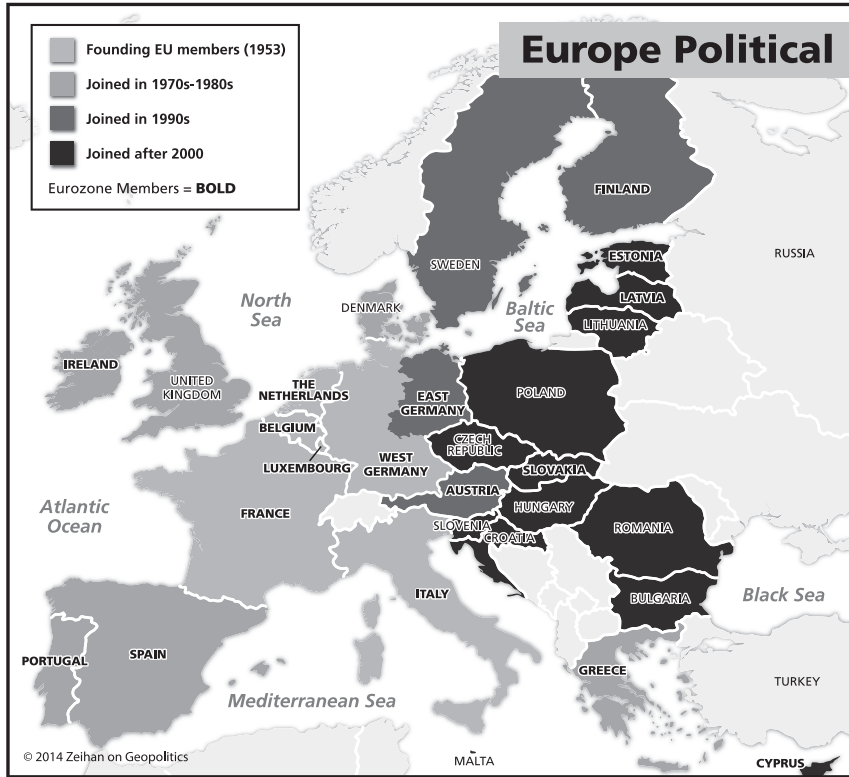 Europe Political
Founding EU members (1953)
Joined in 1970s-1980s
Joined in 1990s
Joined after 2000
Eurozone Members = BOLD
FINLAND
RUSSIA
SWEDEN
ESTONIA
North
Sea
DENMARK
Baltic
Sea
LATVIA
LITHUANIA
IRELAND
UNITED
KINGDOM
THE
NETHERLANDS
EAST
GERMANY
POLAND
BELGIUM
LUXEMBOURG
WEST
GERMANY
CZECH
REPUBLIC
SLOVAKIA
Atlantic
Ocean
FRANCE
AUSTRIA
HUNGARY
SLOVENIA
CROATIA
ROMANIA
ITALY
BULGARIA
Black Sea
PORTUGAL
SPAIN
GREECE
TURKEY
Mediterranean Sea
© 2014 Zeihan on Geopolitics
MALTA
CYPRUS